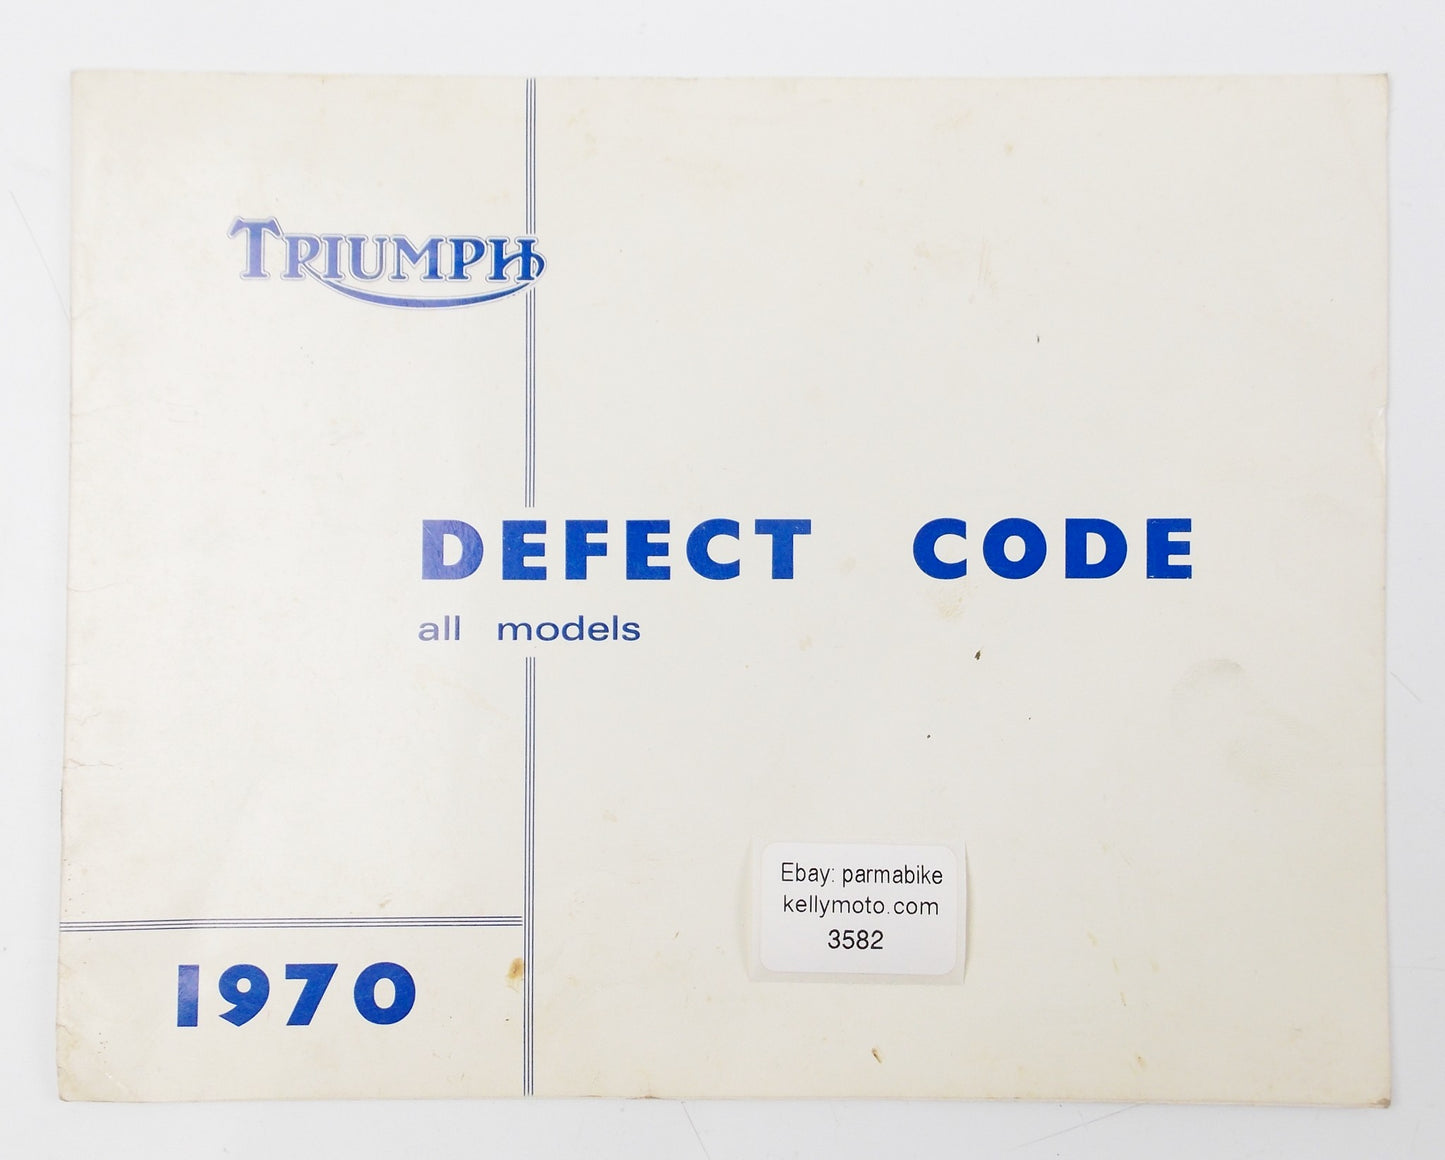 TRIUMPH
DEFECT CODE
all models
Ebay: parmabike
kellymoto.com
3582
1970